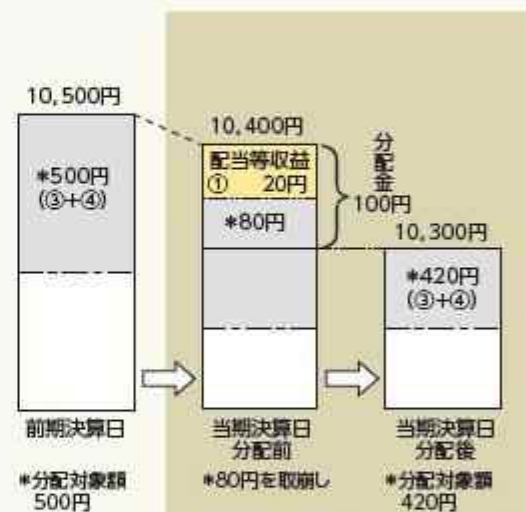 10,500円
*500円
(③+④)
前期決算日
*分配対象額
500円
10,400円
配当等収益
① 20円
*80円
分配金
100円
当期決算日
分配前
*80円を取崩し
10,300円
*420円
(③+④)
当期決算日
分配後
*分配対象額
420円